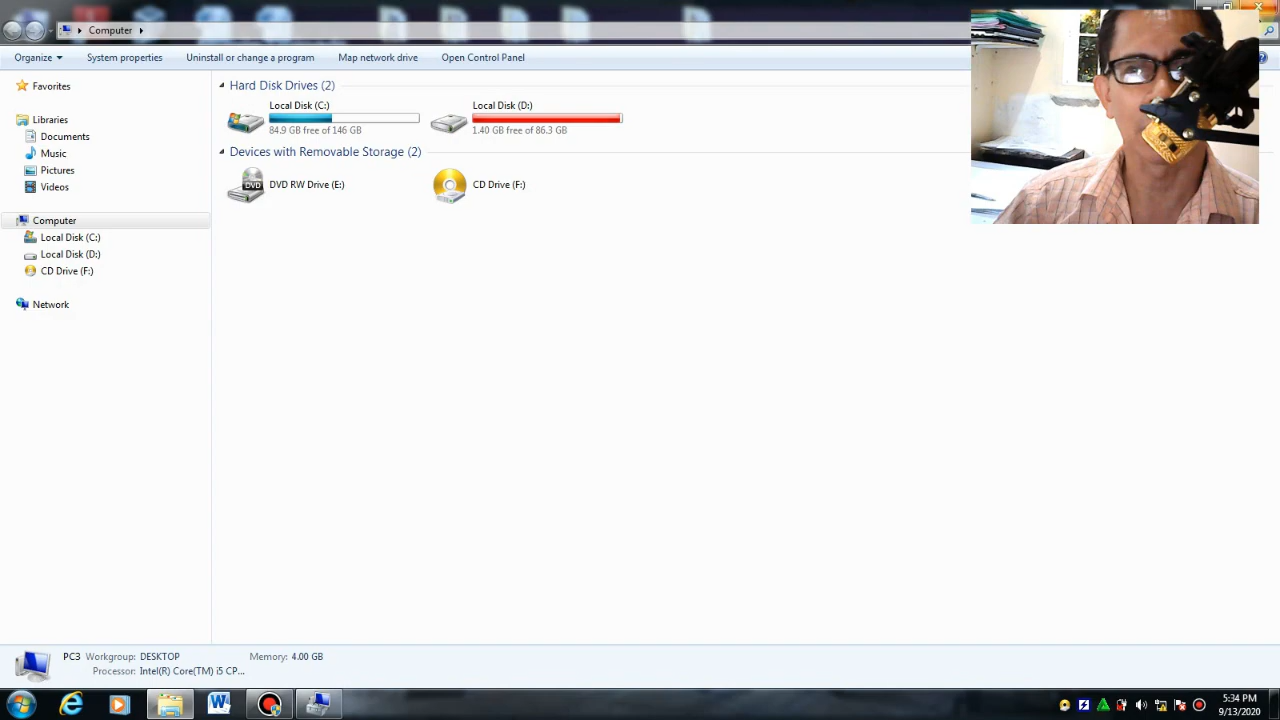 Computer
Organize
System properties
Uninstall or change a program
Map network drive
Open Control Panel
Favorites
Libraries
Documents
Music
Pictures
Videos
Computer
Local Disk (C:)
Local Disk (D:)
CD Drive (F:)
Network
Hard Disk Drives (2)
Local Disk (C:)
84.9 GB free of 146 GB
Local Disk (D:)
1.40 GB free of 86.3 GB
Devices with Removable Storage (2)
DVD
DVD RW Drive (E:)
CD Drive (F:)
PC3 Workgroup: DESKTOP Memory: 4.00 GB
Processor: Intel(R) Core(TM) i5 CP...
5:34 PM
9/13/2020